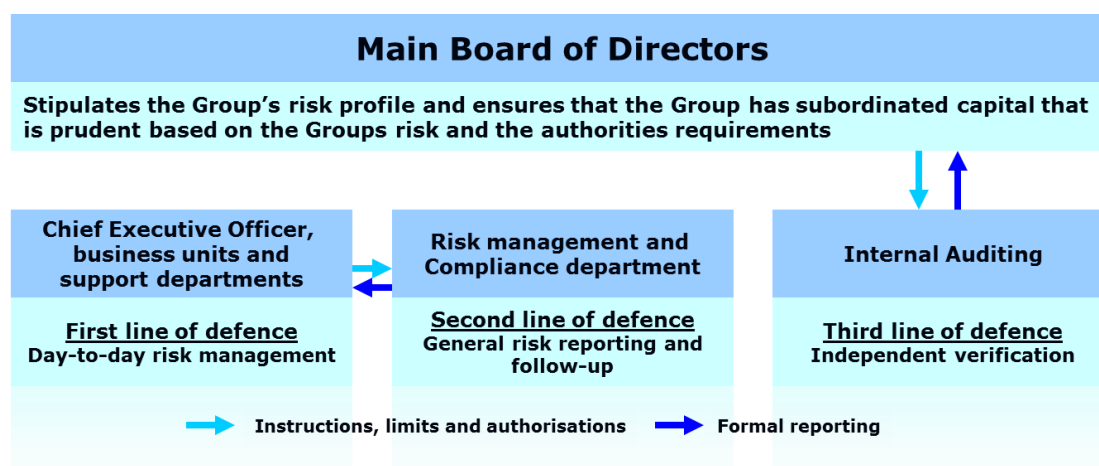 Main Board of Directors
Stipulates the Group’s risk profile and ensures that the Group has subordinated capital that
is prudent based on the Groups risk and the authorities requirements
Chief Executive Officer,
business units and
support departments
First line of defence
Day-to-day risk management
Risk management and
Compliance department
Second line of defence
General risk reporting and
follow-up
Internal Auditing
Third line of defence
Independent verification
Instructions, limits and authorisations
Formal reporting